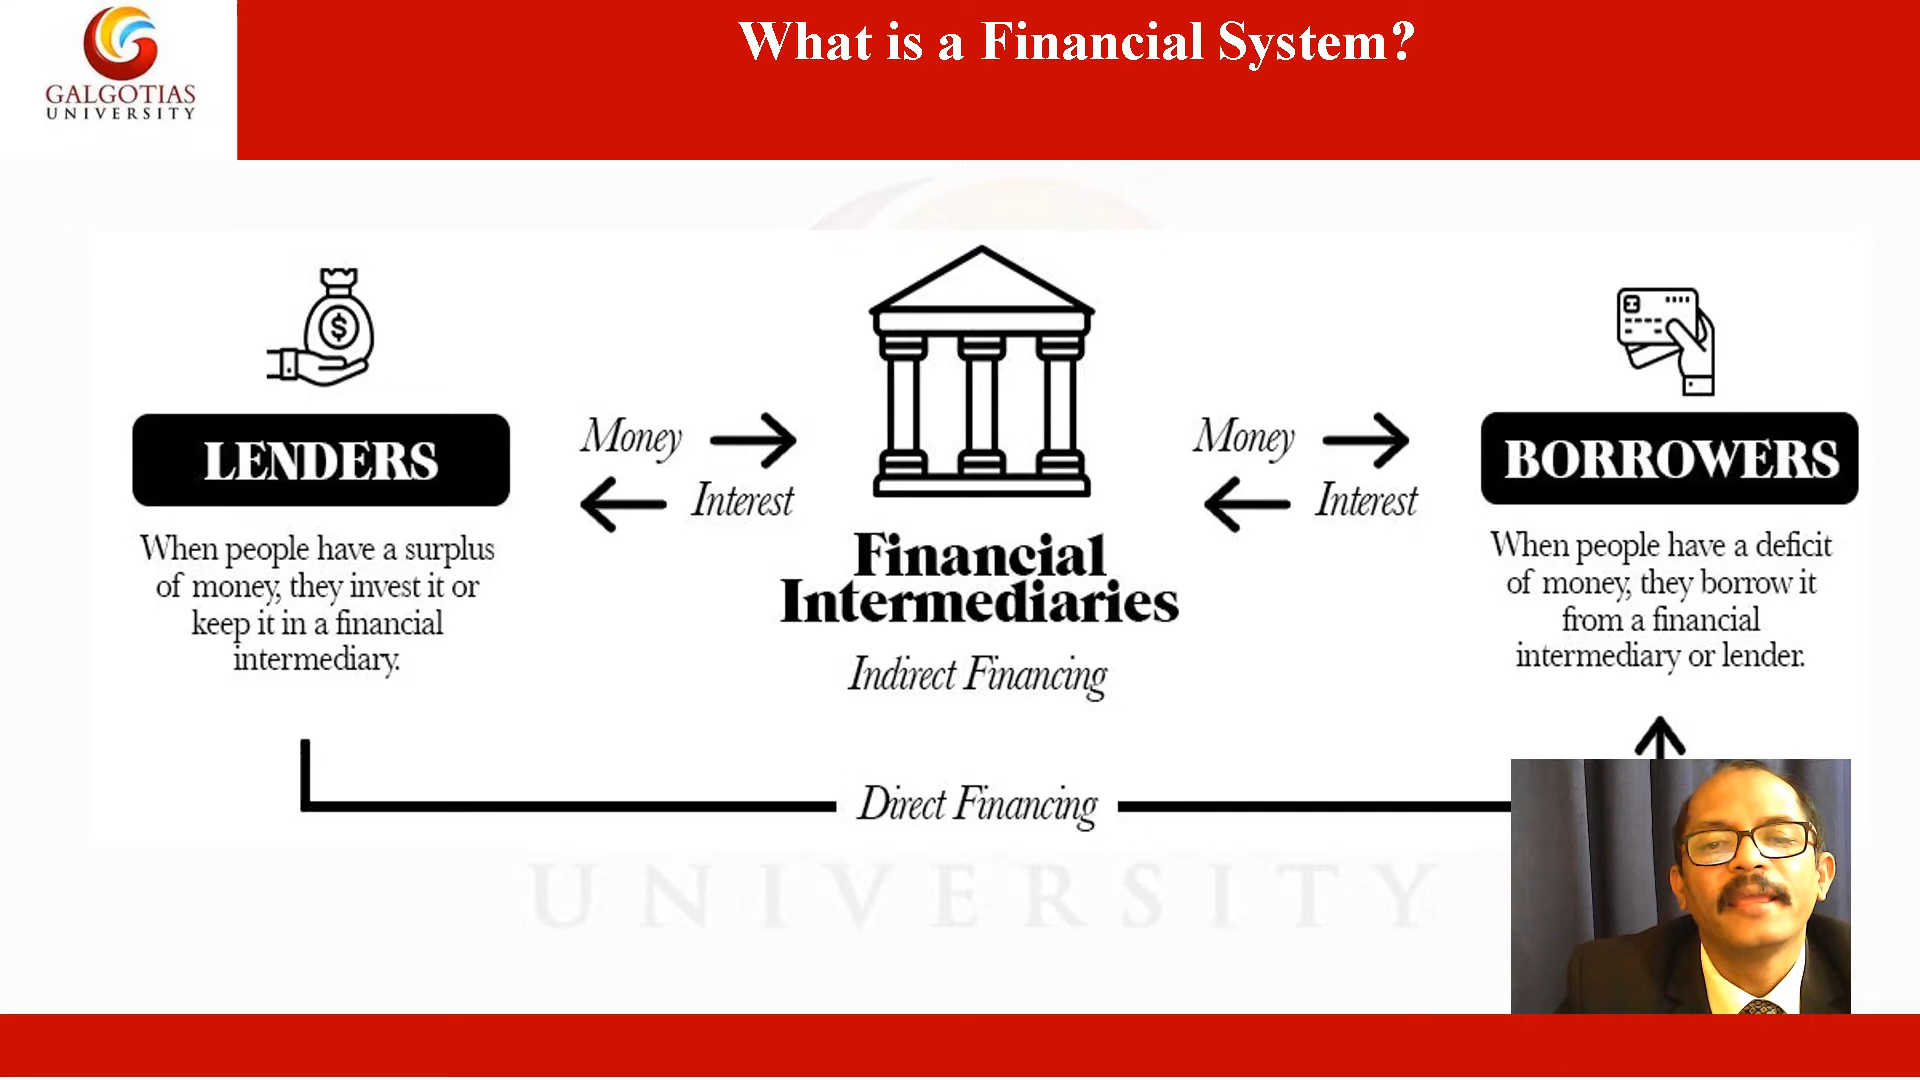 GALGOTIAS
UNIVERSITY
What is a Financial System?
$
LENDERS
When people have a surplus
of money, they invest it or
keep it in a financial
intermediary.
Money
Interest
Financial
Intermediaries
Indirect Financing
Money
Interest
BORROWERS
When people have a deficit
of money, they borrow it
from a financial
intermediary or lender.
Direct Financing
UNIVERSITY